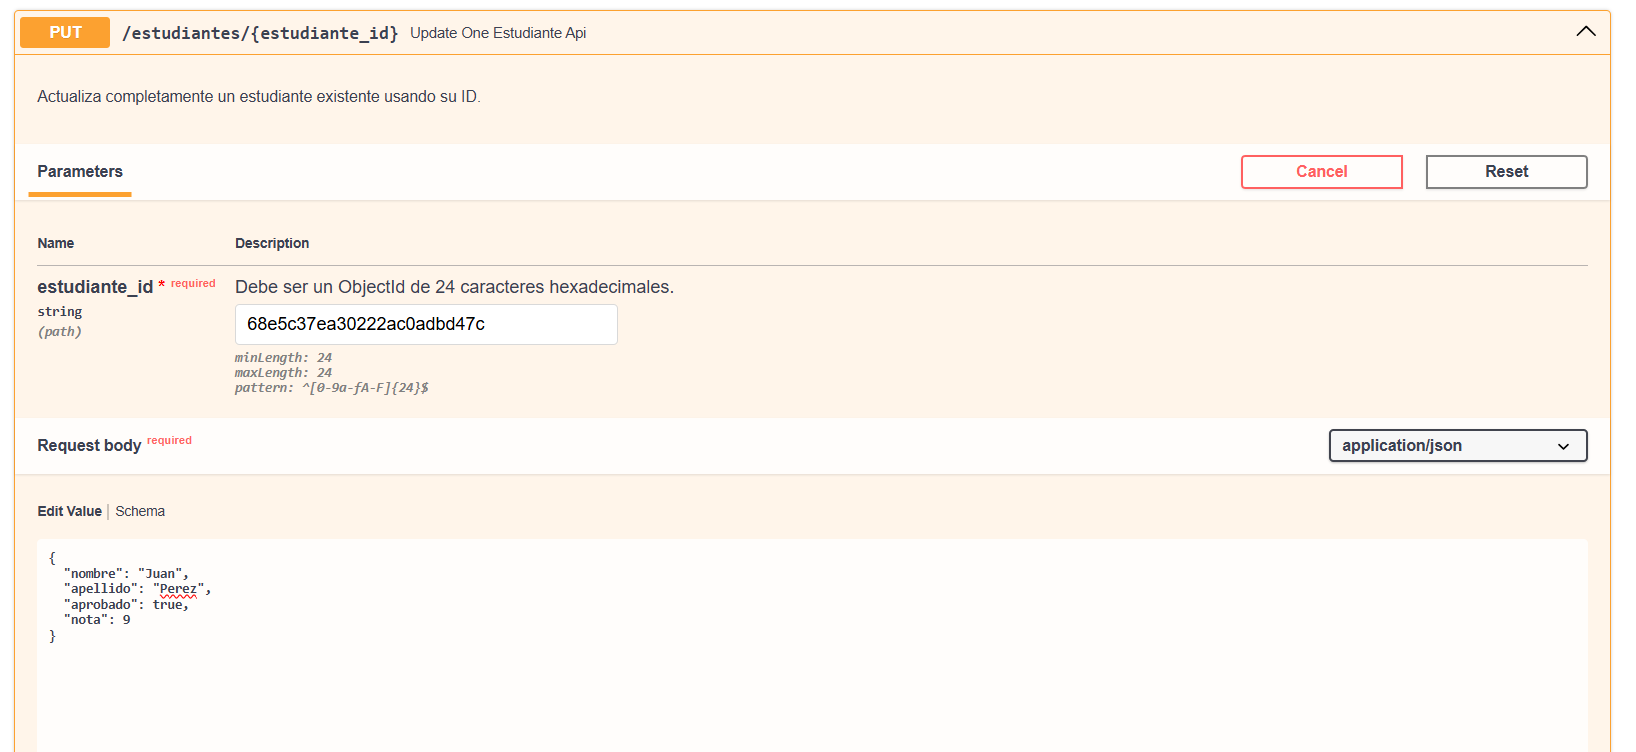 PUT /estudiantes/{estudiante_id} Update One Estudiante Api
Actualiza completamente un estudiante existente usando su ID.
Parameters Cancel Reset
Name Description
estudiante_id * required Debe ser un ObjectId de 24 caracteres hexadecimales.
string
(path)
68e5c37ea30222ac0adbd47c
minLength: 24
maxLength: 24
pattern: ^[0-9a-fA-F]{24}$
Request body required application/json
Edit Value | Schema
{
  "nombre": "Juan",
  "apellido": "Perez",
  "aprobado": true,
  "nota": 9
}